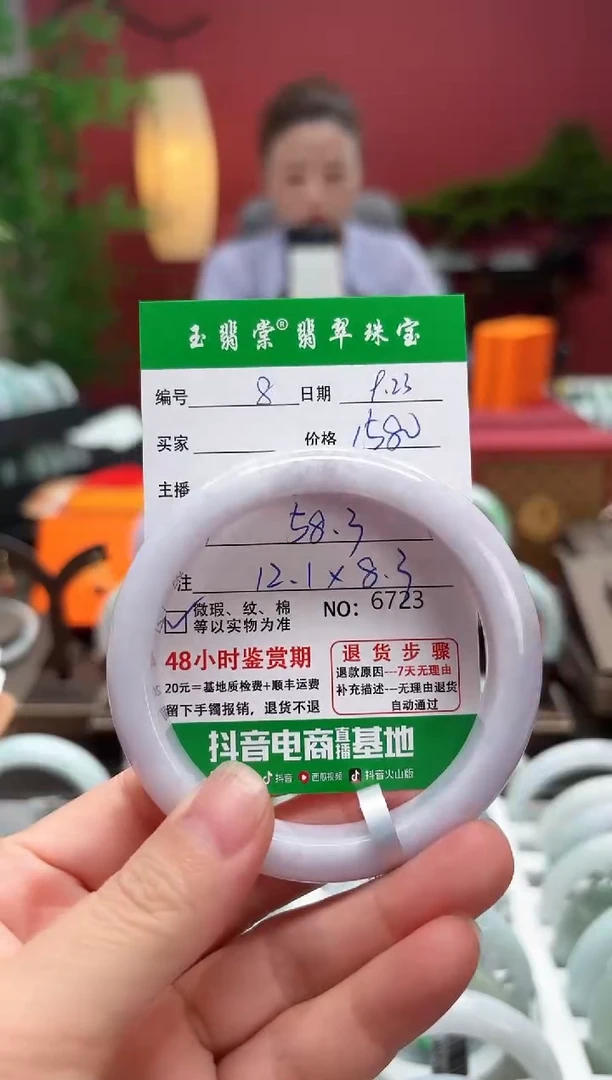 玉翡棠®翡翠珠宝
编号 8 日期 9.23
买家 价格 1580
主播
58.3
注 12.1×8.3
微瑕、纹、棉
等以实物为准
NO: 6723
48小时鉴赏期
20元=基地质检费+顺丰运费
留下手镯报销，退货不退
退货步骤
退款原因---7天无理由
补充描述---无理由退货
自动通过
抖音电商直播基地
抖音 西瓜视频 抖音火山版